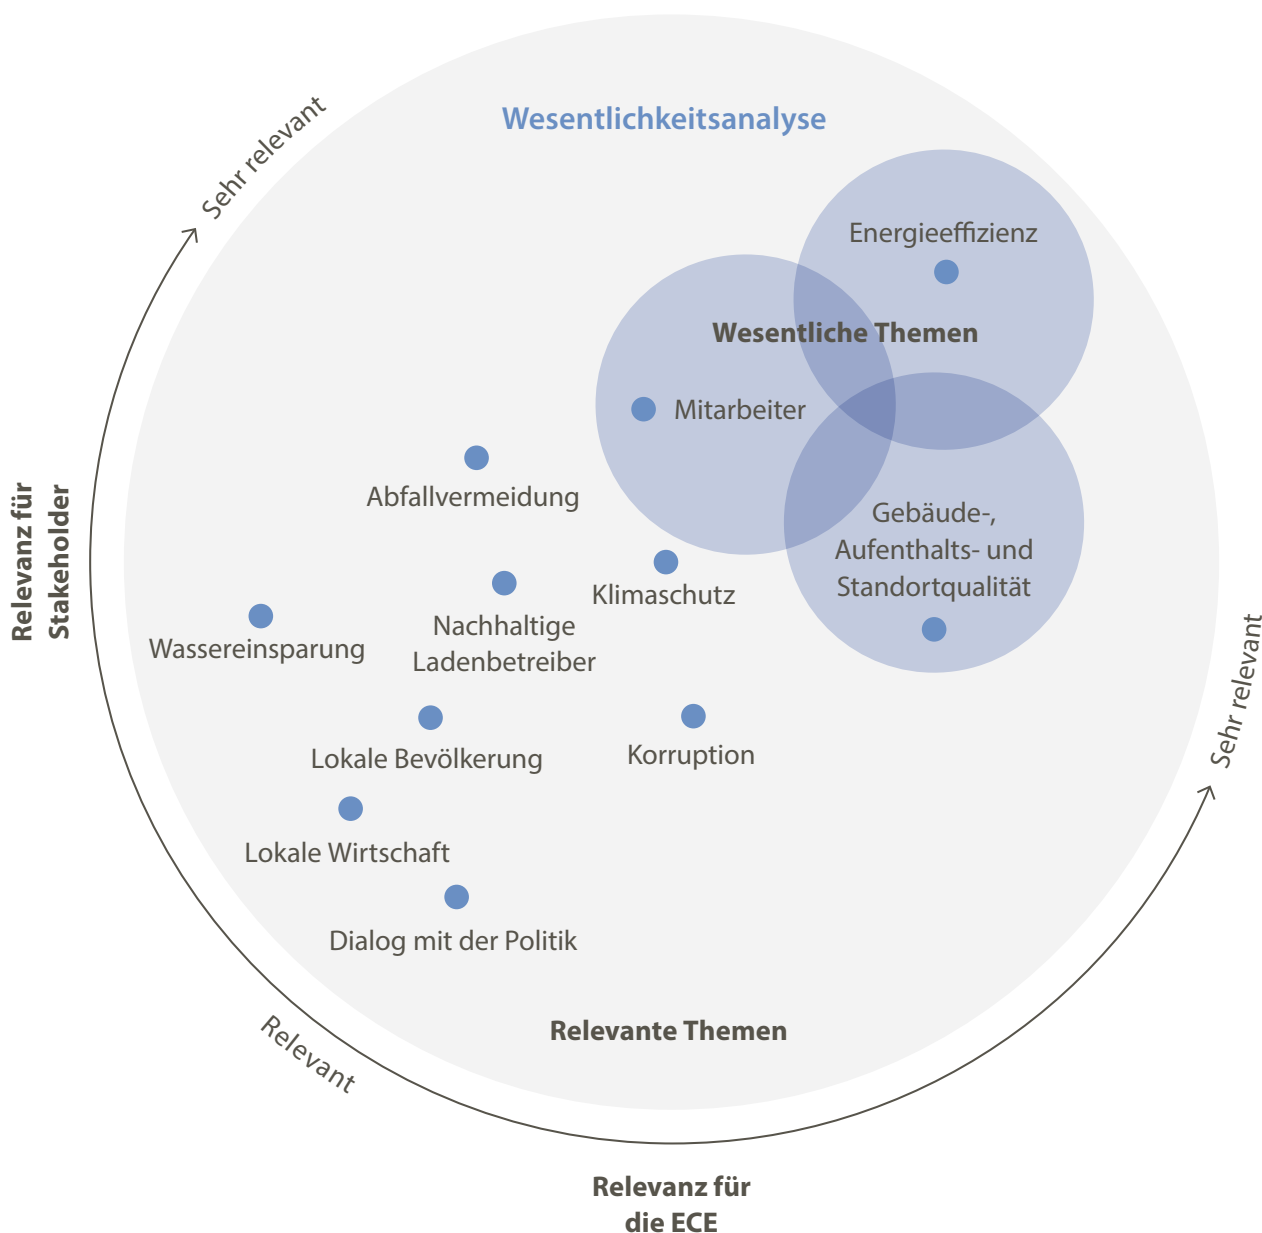 Wesentlichkeitsanalyse
Sehr relevant
Energieeffizienz
Wesentliche Themen
Mitarbeiter
Abfallvermeidung
Gebäude-,
Aufenthalts- und
Standortqualität
Relevanz für
Stakeholder
Klimaschutz
Nachhaltige
Ladenbetreiber
Wassereinsparung
Sehr relevant
Lokale Bevölkerung
Korruption
Lokale Wirtschaft
Dialog mit der Politik
Relevante Themen
Relevant
Relevanz für
die ECE